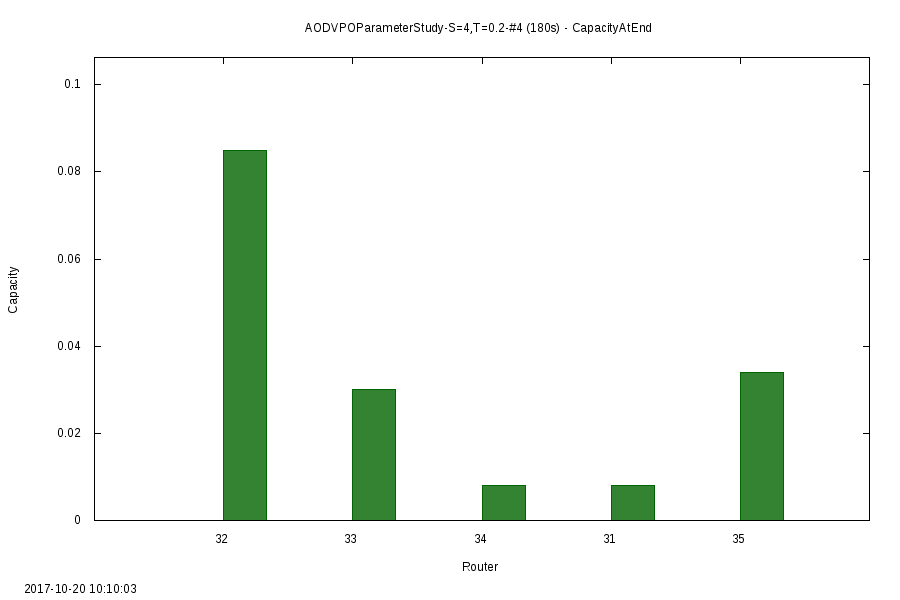 AODVPOParameterStudy-S=4,T=0.2-#4 (180s) - CapacityAtEnd
0.1
0.08
0.06
0.04
0.02
0
Capacity
32 33 34 31 35
Router
2017-10-20 10:10:03